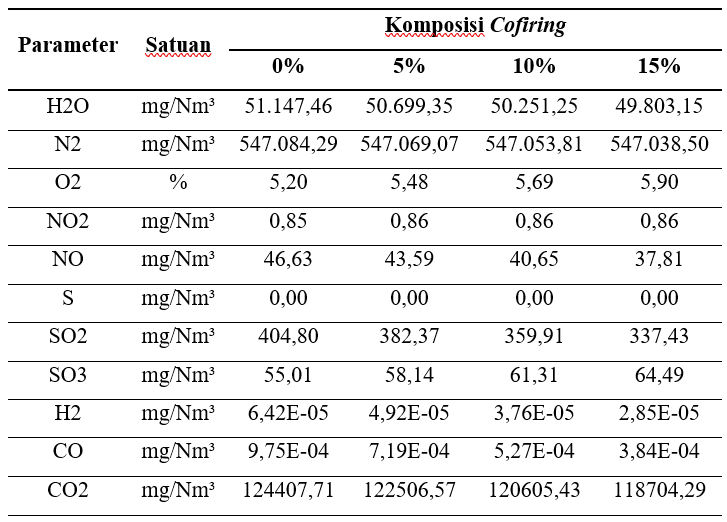 Parameter Satuan Komposisi Cofiring
0% 5% 10% 15%
H2O mg/Nm³ 51.147,46 50.699,35 50.251,25 49.803,15
N2 mg/Nm³ 547.084,29 547.069,07 547.053,81 547.038,50
O2 % 5,20 5,48 5,69 5,90
NO2 mg/Nm³ 0,85 0,86 0,86 0,86
NO mg/Nm³ 46,63 43,59 40,65 37,81
S mg/Nm³ 0,00 0,00 0,00 0,00
SO2 mg/Nm³ 404,80 382,37 359,91 337,43
SO3 mg/Nm³ 55,01 58,14 61,31 64,49
H2 mg/Nm³ 6,42E-05 4,92E-05 3,76E-05 2,85E-05
CO mg/Nm³ 9,75E-04 7,19E-04 5,27E-04 3,84E-04
CO2 mg/Nm³ 124407,71 122506,57 120605,43 118704,29